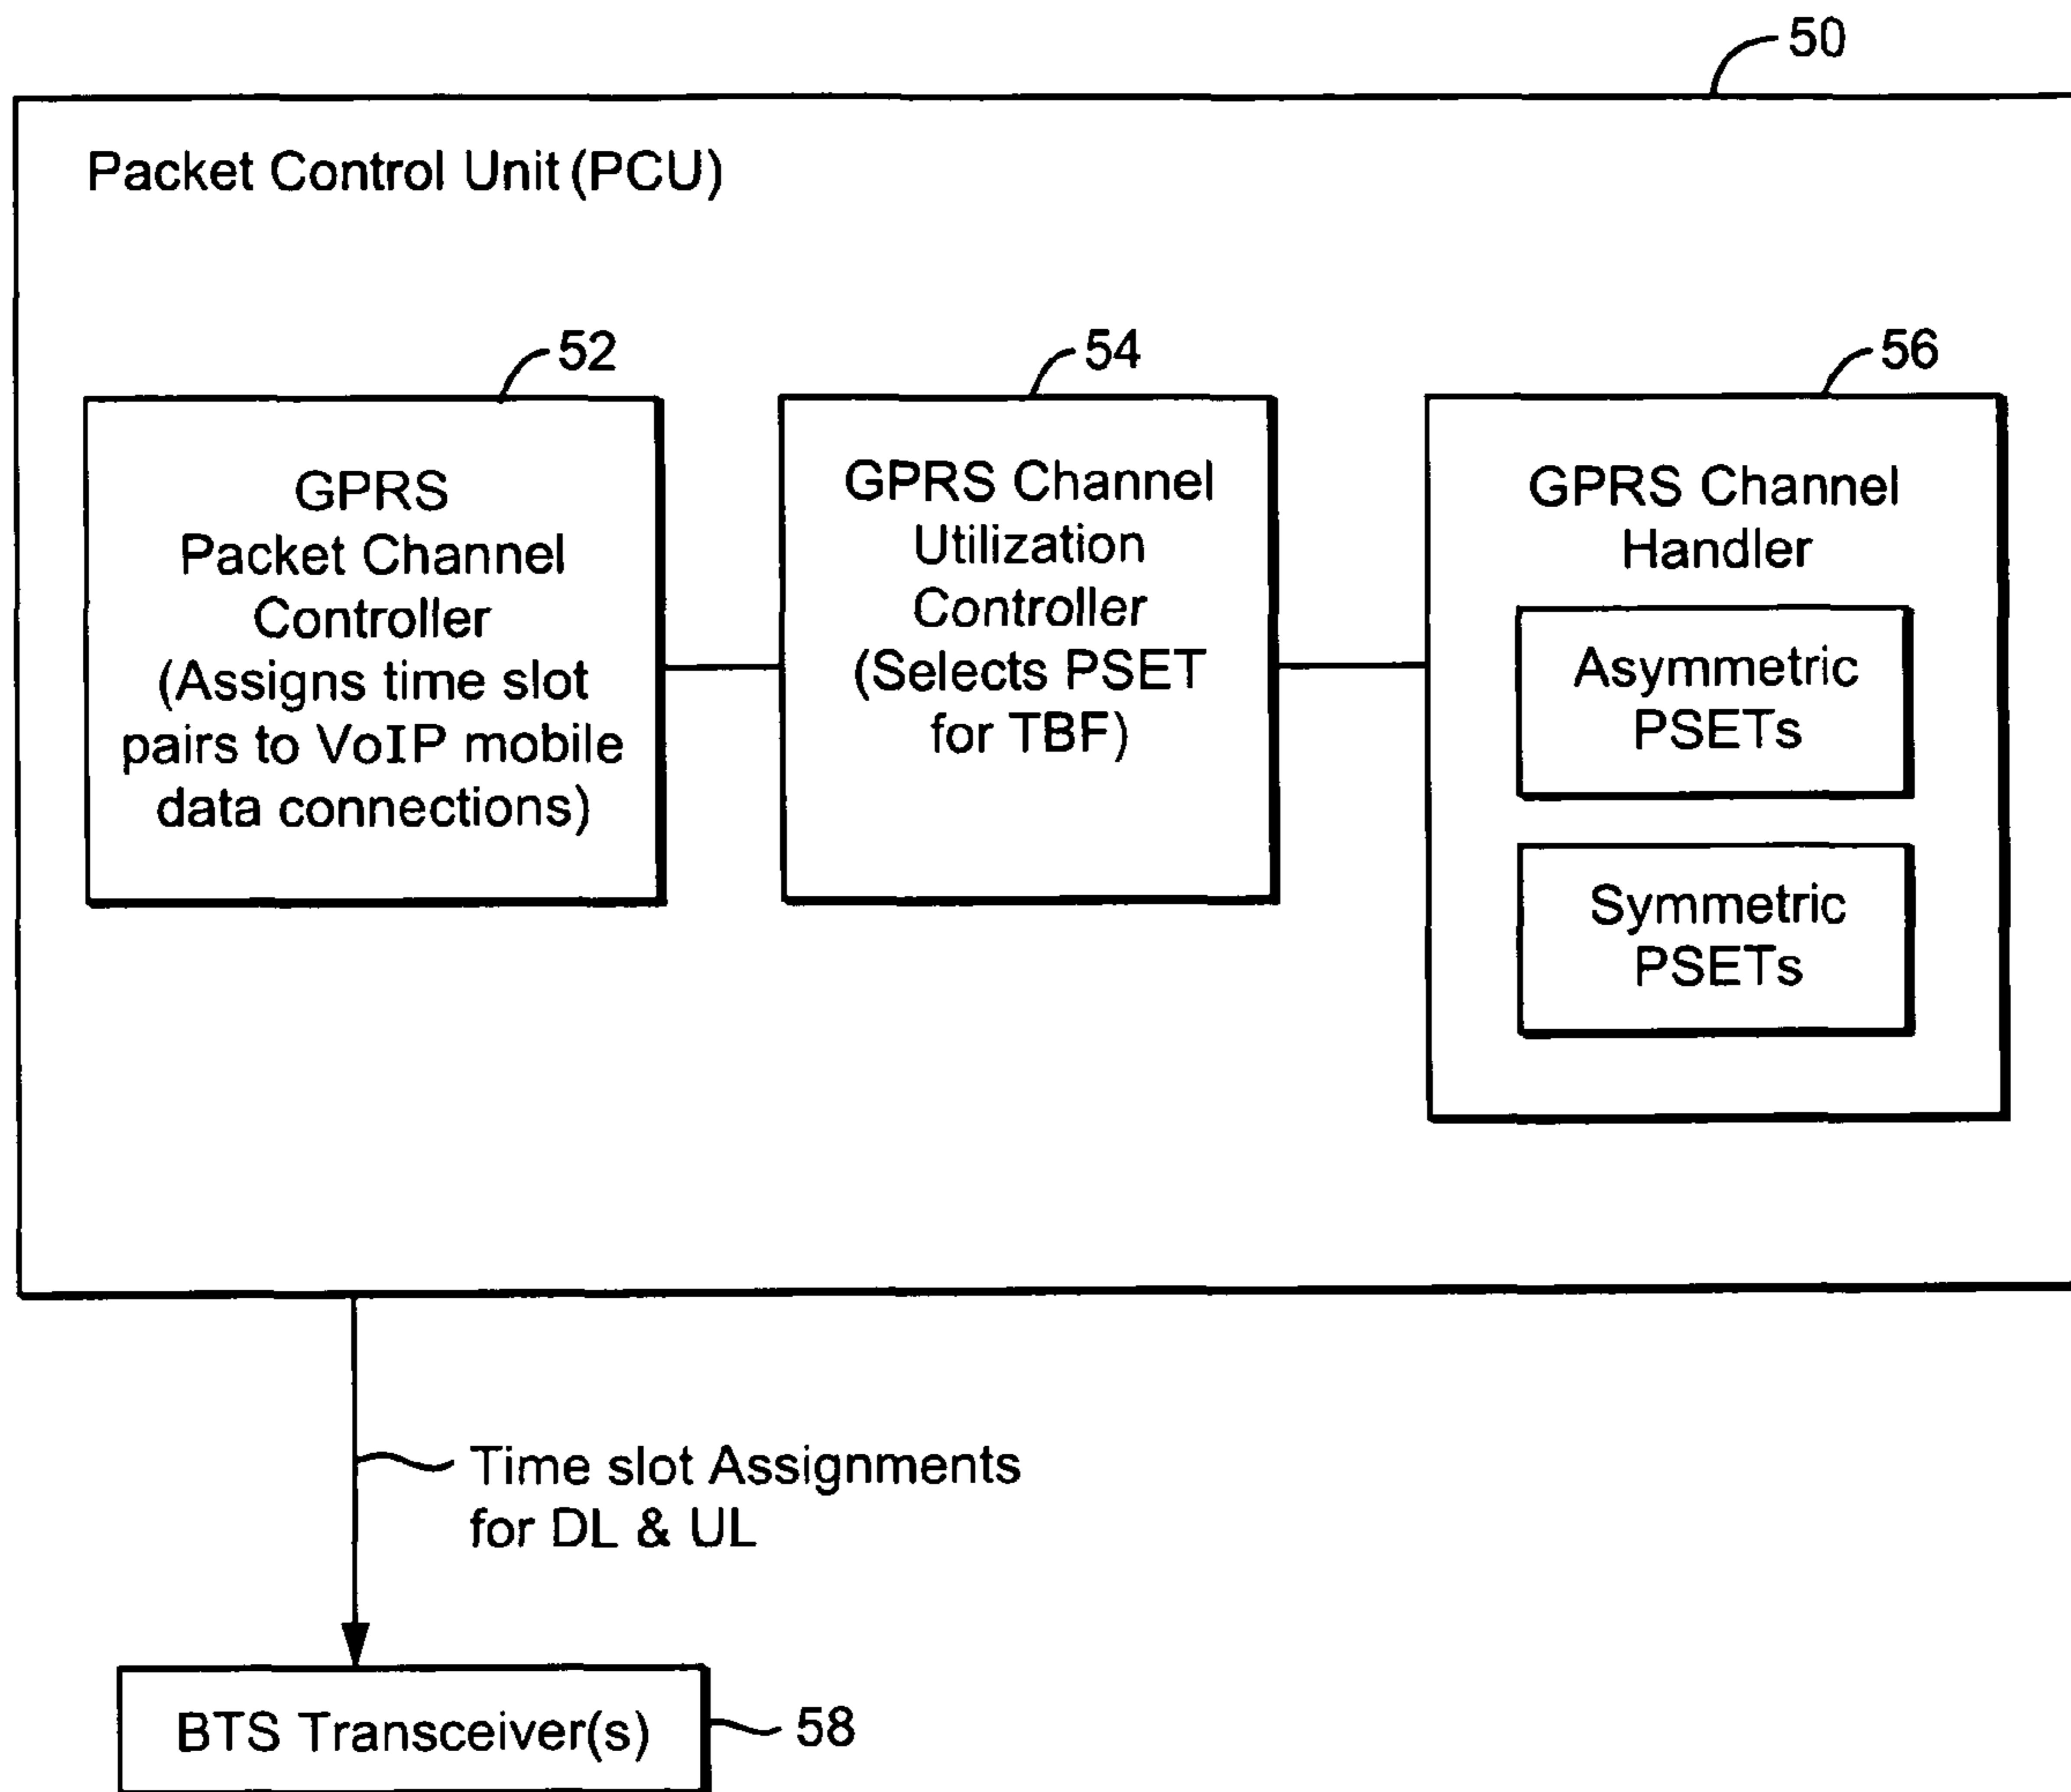 50
Packet Control Unit (PCU)
52
54
56
GPRS
Packet Channel
Controller
(Assigns time slot
pairs to VoIP mobile
data connections)
GPRS Channel
Utilization
Controller
(Selects PSET
for TBF)
GPRS Channel
Handler
Asymmetric
PSETs
Symmetric
PSETs
Time slot Assignments
for DL & UL
BTS Transceiver(s)
58